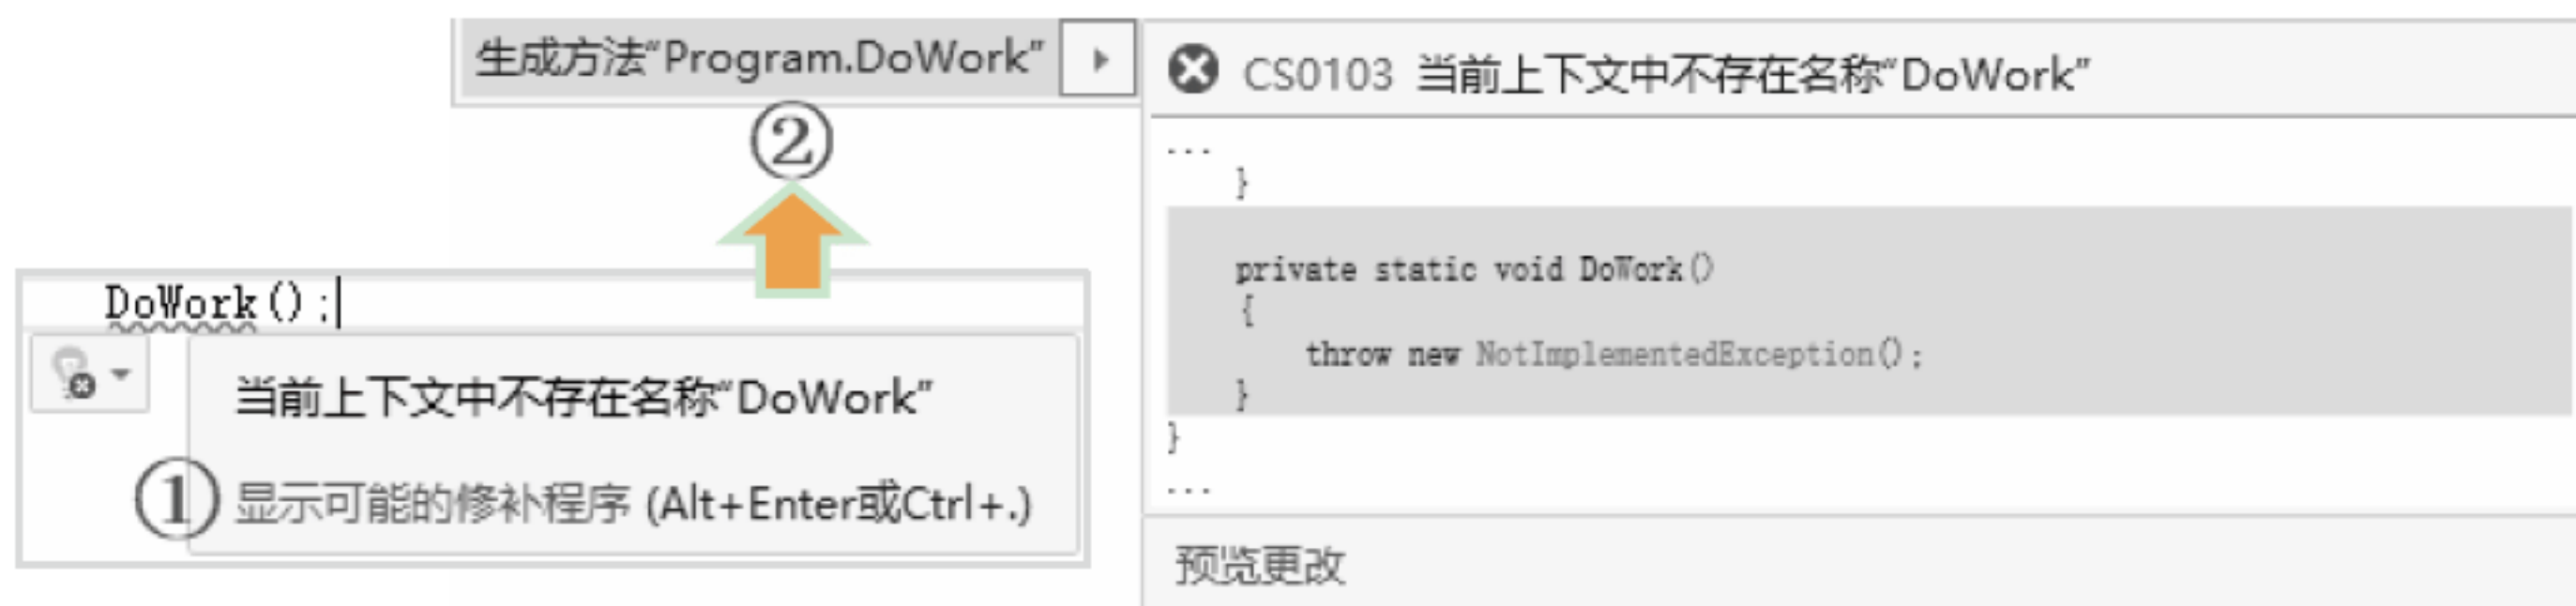 生成方法“Program.DoWork”
②
DoWork();
当前上下文中不存在名称“DoWork”
① 显示可能的修补程序 (Alt+Enter或Ctrl+.)
CS0103 当前上下文中不存在名称“DoWork”
...
}
private static void DoWork()
{
throw new NotImplementedException();
}
}
...
预览更改